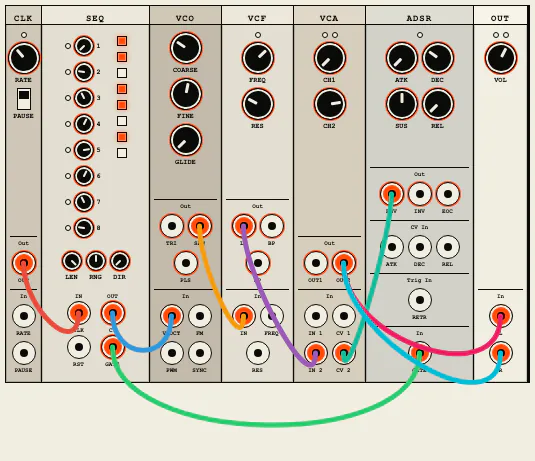 CLK SEQ VCO VCF VCA ADSR OUT
1
2
3
4
5
6
7
8
RATE
PAUSE
LEN RNG DIR
COARSE
FINE
GLIDE
FREQ
RES
CH1
CH2
ATK DEC
SUS REL
VOL
Out
OUT
In
RATE
PAUSE
IN OUT
RST
Out
TRI
PLS
In
FM
PWM SYNC
Out
BP
In
IN FREQ
RES
Out
OUT1
In
IN 1 CV 1
IN 2 CV 2
Out
INV EOC
CV In
ATK DEC REL
Trig In
RETR
In
In